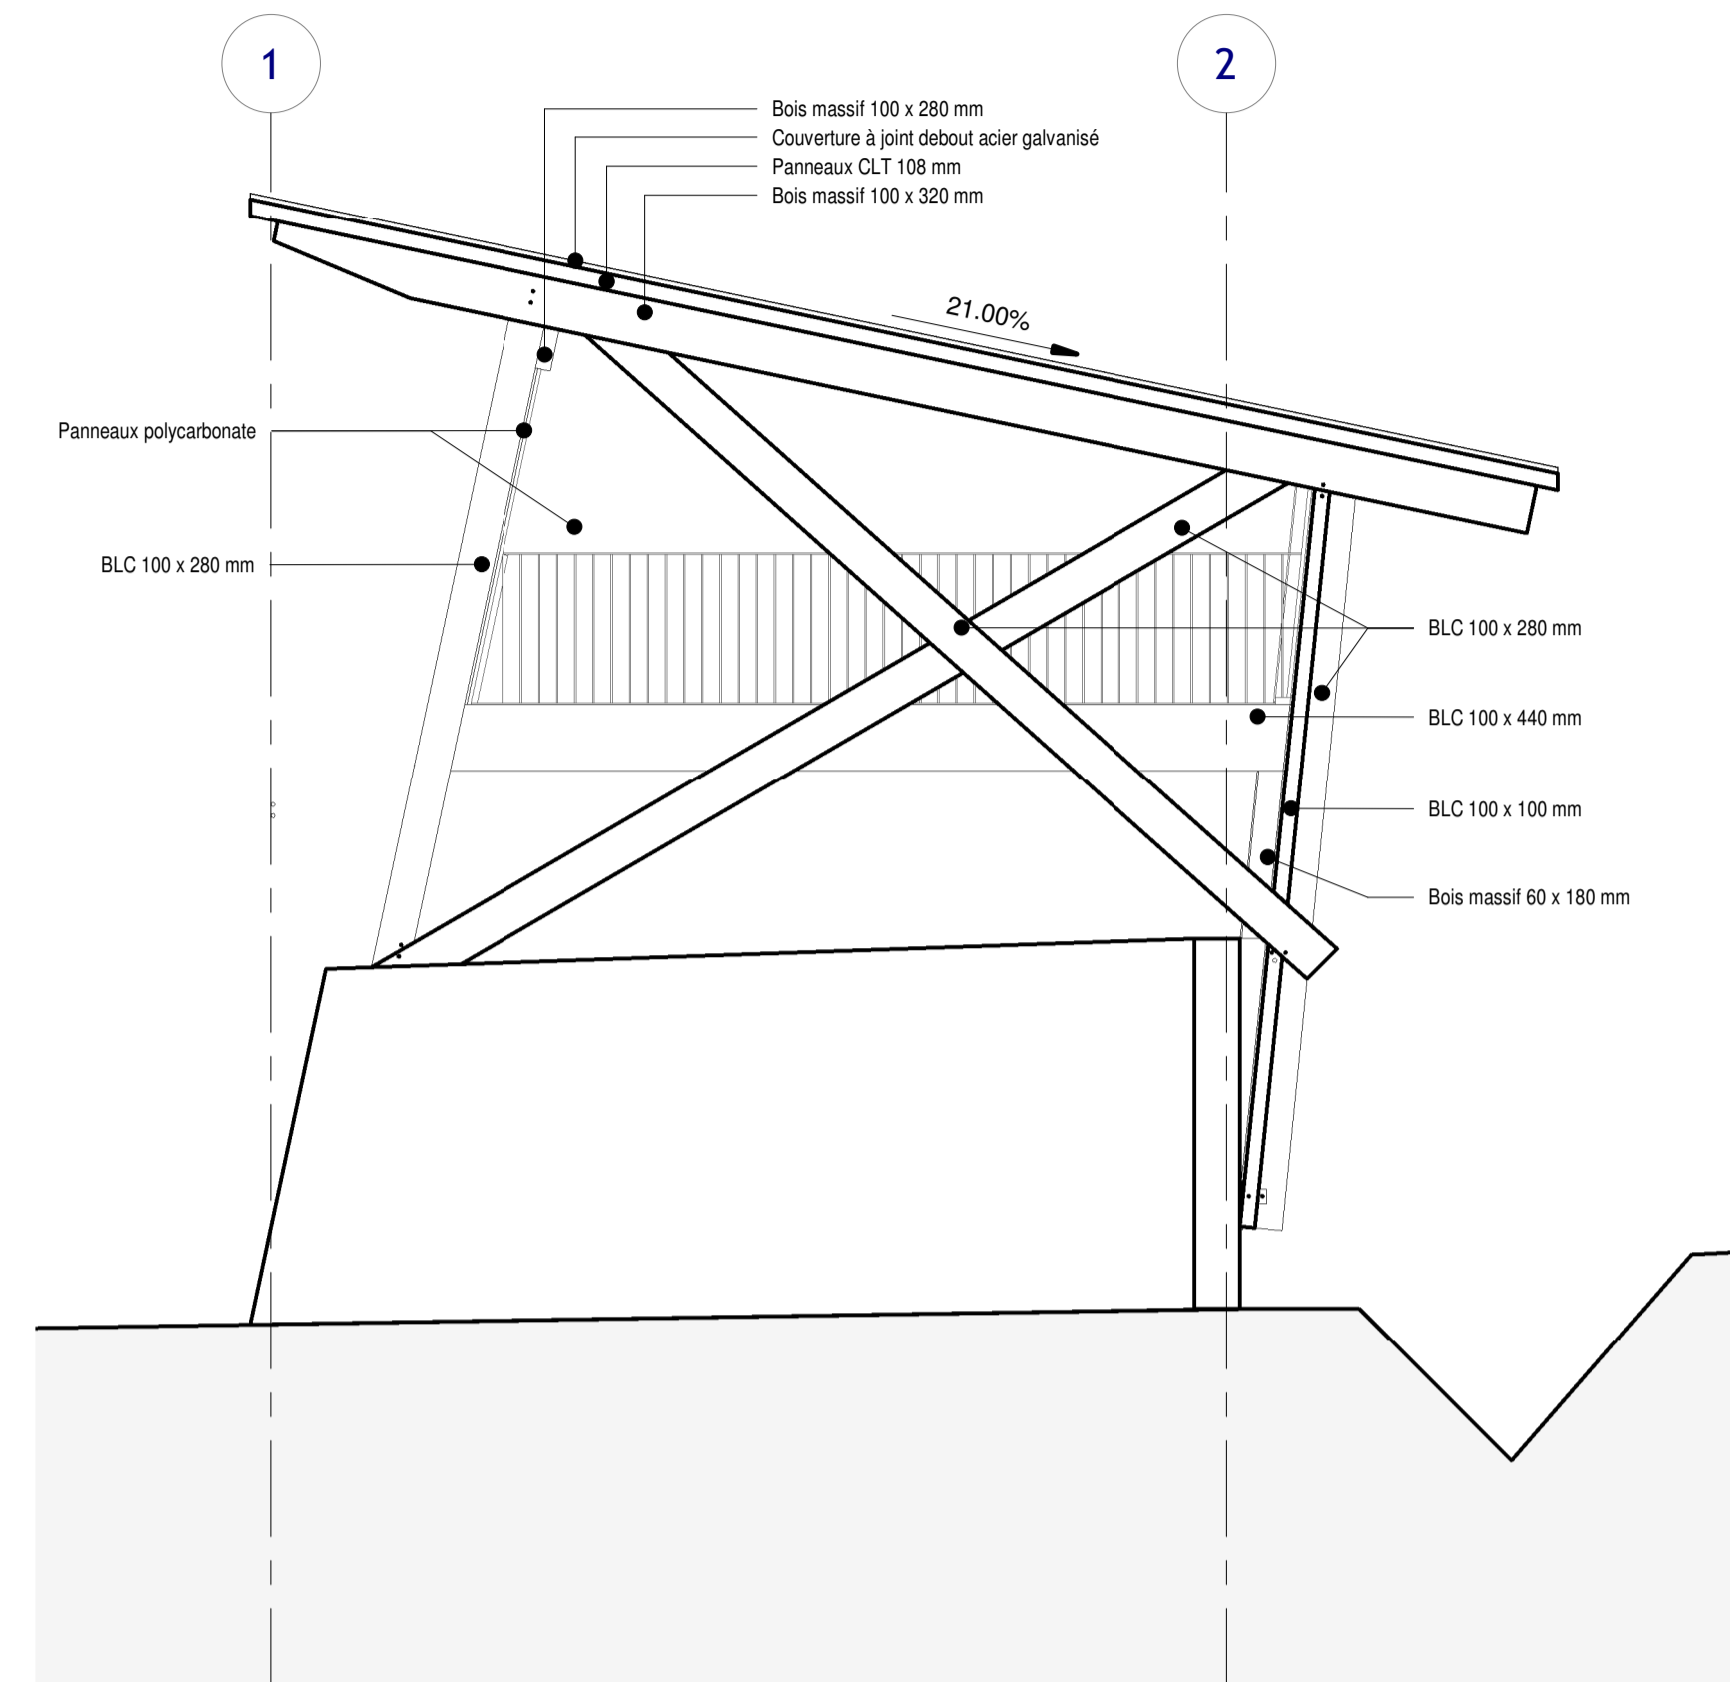 1
2
Bois massif 100 x 280 mm
Couverture à joint debout acier galvanisé
Panneaux CLT 108 mm
Bois massif 100 x 320 mm
21.00%
Panneaux polycarbonate
BLC 100 x 280 mm
BLC 100 x 280 mm
BLC 100 x 440 mm
BLC 100 x 100 mm
Bois massif 60 x 180 mm